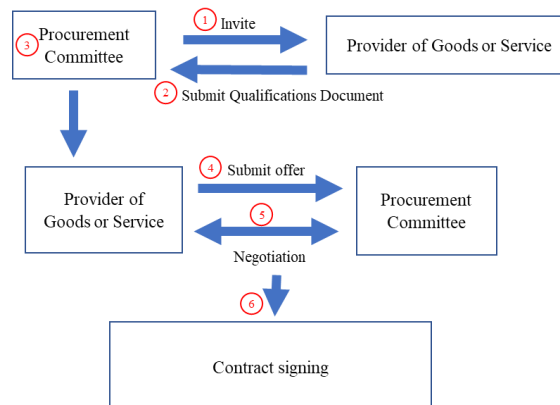 1 Invite
3 Procurement
Committee
Provider of Goods or Service
2 Submit Qualifications Document
4 Submit offer
Provider of
Goods or Service
5
Procurement
Committee
Negotiation
6
Contract signing